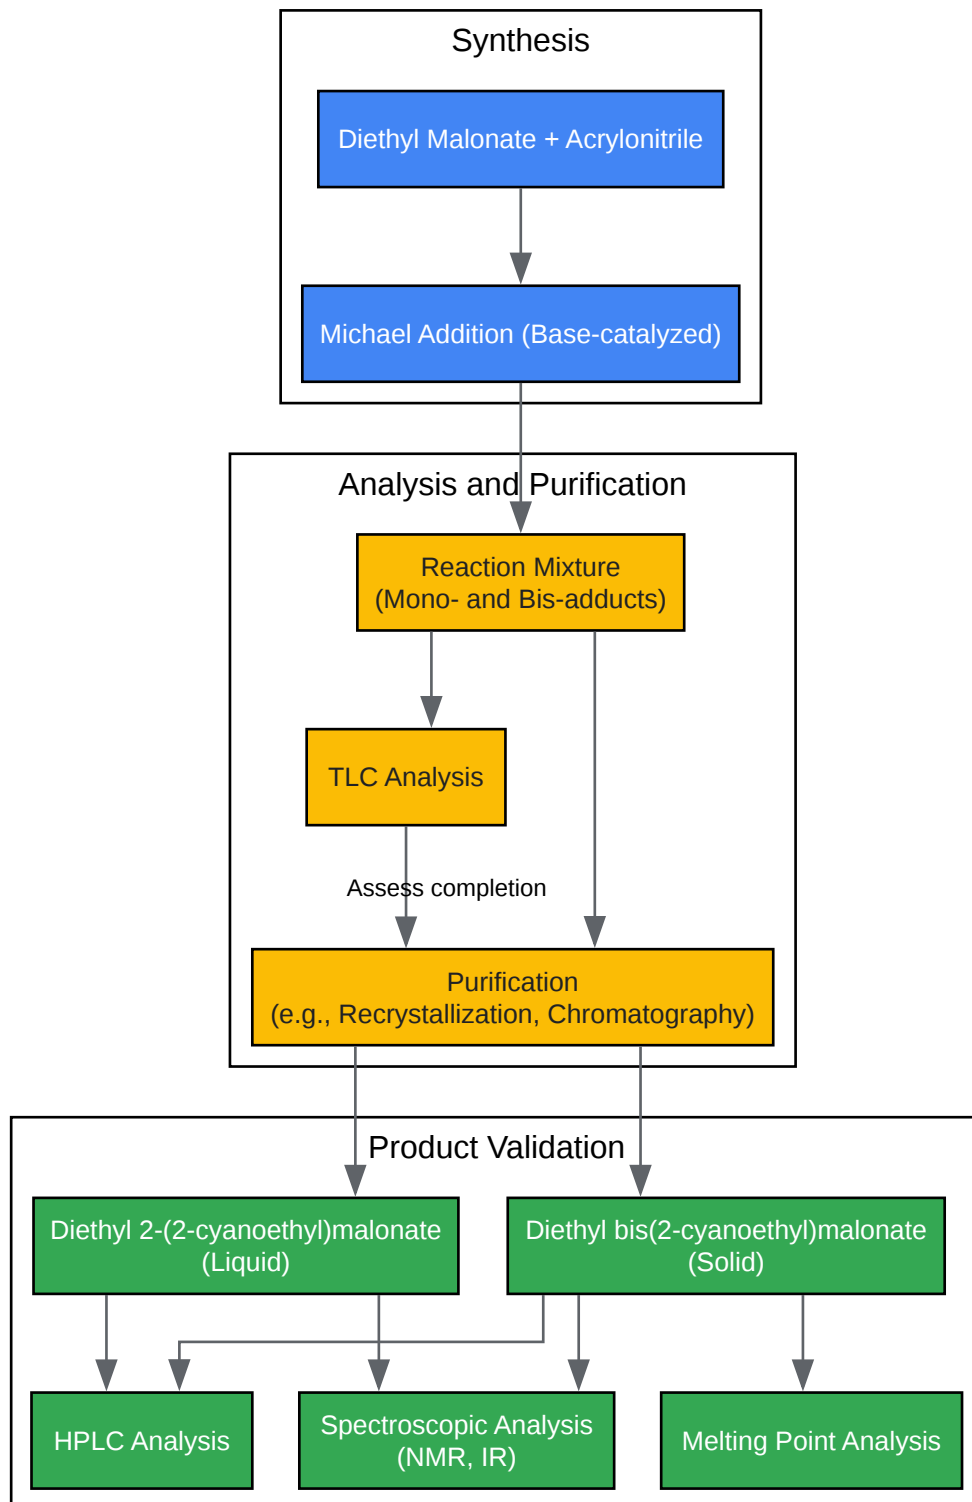 Synthesis
Diethyl Malonate + Acrylonitrile
Michael Addition (Base-catalyzed)
Analysis and Purification
Reaction Mixture
(Mono- and Bis-adducts)
TLC Analysis
Assess completion
Purification
(e.g., Recrystallization, Chromatography)
Product Validation
Diethyl 2-(2-cyanoethyl)malonate
(Liquid)
Diethyl bis(2-cyanoethyl)malonate
(Solid)
HPLC Analysis
Spectroscopic Analysis
(NMR, IR)
Melting Point Analysis